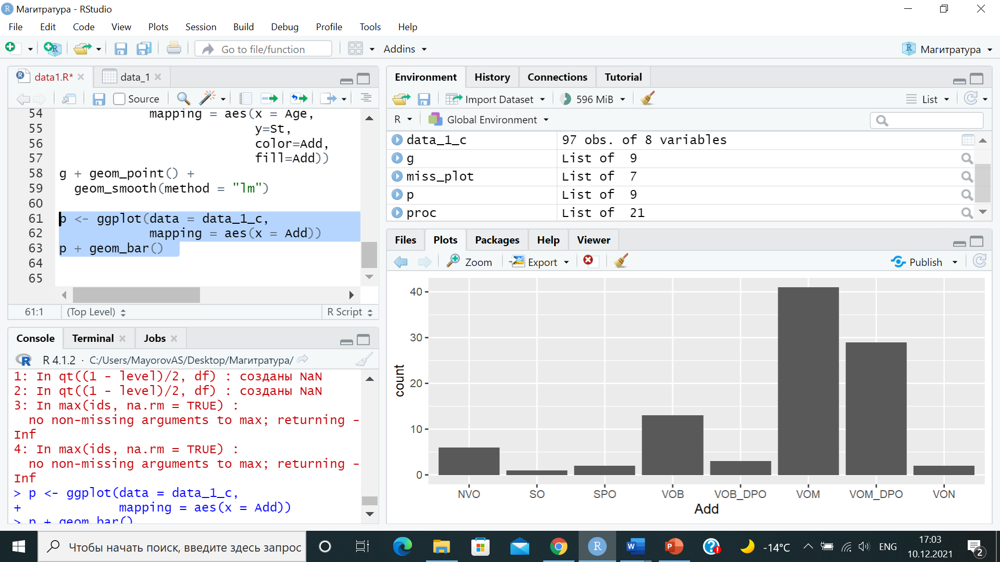 Магитратура - RStudio
File Edit Code View Plots Session Build Debug Profile Tools Help
Go to file/function
Addins
Магитратура
data1.R*
data_1
Source
54 mapping = aes(x = Age,
55 y=St,
56 color=Add,
57 fill=Add))
58 g + geom_point() +
59 geom_smooth(method = "lm")
60
61 p <- ggplot(data = data_1_c,
62 mapping = aes(x = Add))
63 p + geom_bar()
64
65
61:1 (Top Level) R Script
Console Terminal Jobs
R 4.1.2 · C:/Users/MayorovAS/Desktop/Магитратура/
1: In qt((1 - level)/2, df) : созданы NaN
2: In qt((1 - level)/2, df) : созданы NaN
3: In max(ids, na.rm = TRUE) :
no non-missing arguments to max; returning -
Inf
4: In max(ids, na.rm = TRUE) :
no non-missing arguments to max; returning -
Inf
> p <- ggplot(data = data_1_c,
+ mapping = aes(x = Add))
> p + geom_bar()
Environment History Connections Tutorial
Import Dataset 596 MiB List
R Global Environment
data_1_c 97 obs. of 8 variables
g List of 9
miss_plot List of 7
p List of 9
proc List of 21
Files Plots Packages Help Viewer
Zoom Export Publish
40
30
20
10
0
count
NVO SO SPO VOB VOB_DPO VOM VOM_DPO VON
Add
Чтобы начать поиск, введите здесь запрос
-14°C
ENG
17:03
10.12.2021
2